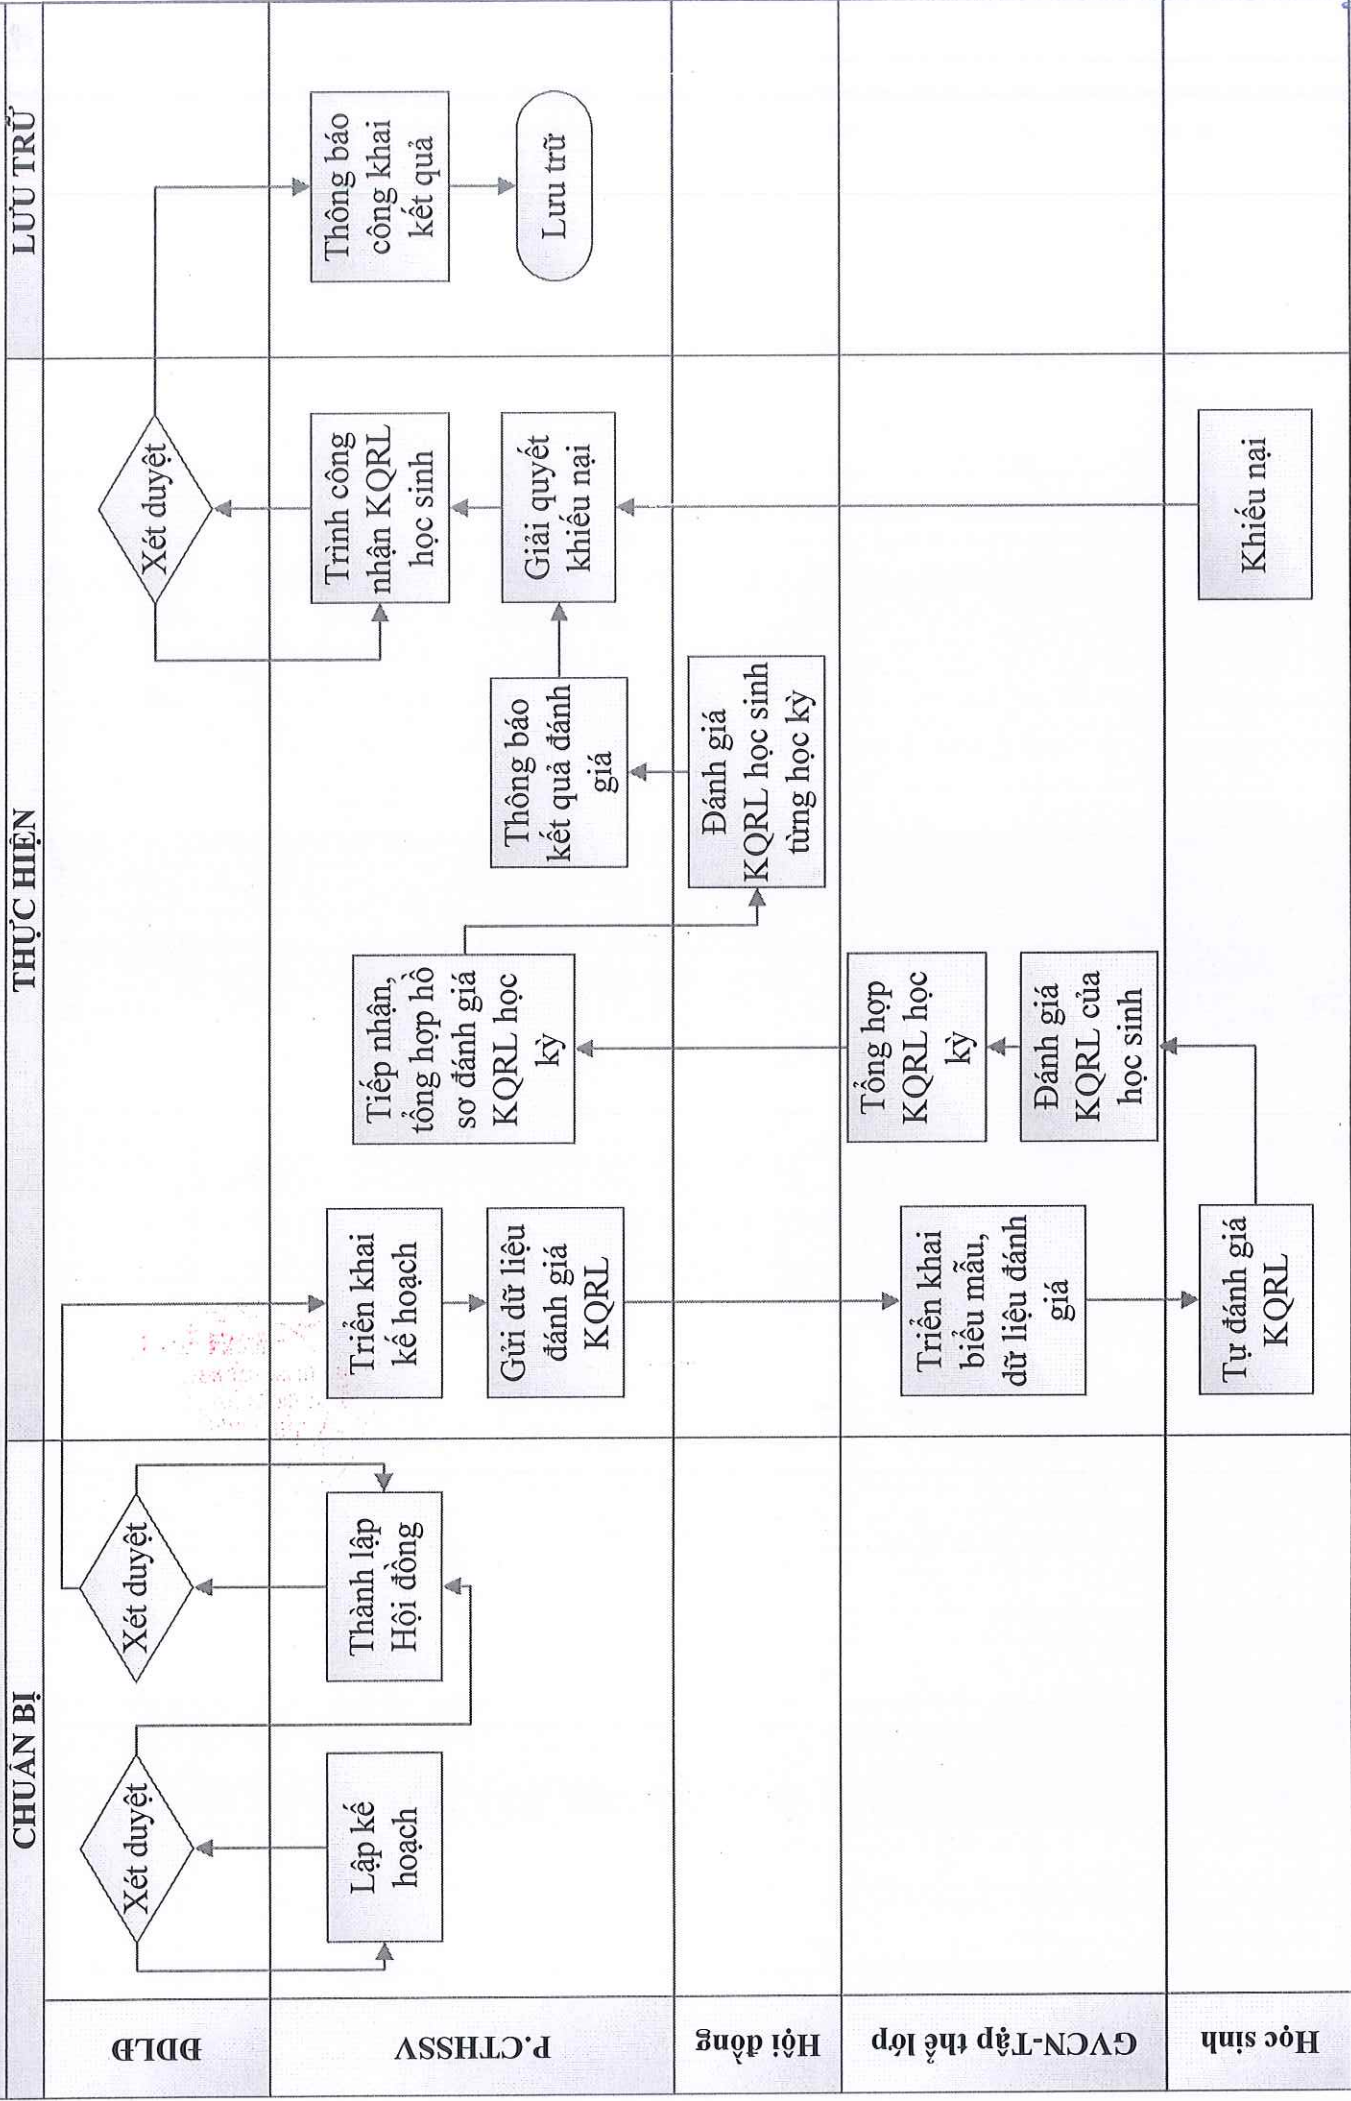 CHUẨN BỊ
THỰC HIỆN
LƯU TRỮ
ĐDLĐ
Xét duyệt
Xét duyệt
Xét duyệt
P.CTHSSV
Lập kế
hoạch
Thành lập
Hội đồng
Triển khai
kế hoạch
Gửi dữ liệu
đánh giá
KQRL
Tiếp nhận,
tổng hợp hồ
sơ đánh giá
KQRL học
kỳ
Thông báo
kết quả đánh
giá
Trình công
nhận KQRL
học sinh
Giải quyết
khiếu nại
Thông báo
công khai
kết quả
Lưu trữ
Hội đồng
Đánh giá
KQRL học sinh
từng học kỳ
GVCN-Tập thể lớp
Triển khai
biểu mẫu,
dữ liệu đánh
giá
Tổng hợp
KQRL học
kỳ
Đánh giá
KQRL của
học sinh
Học sinh
Tự đánh giá
KQRL
Khiếu nại